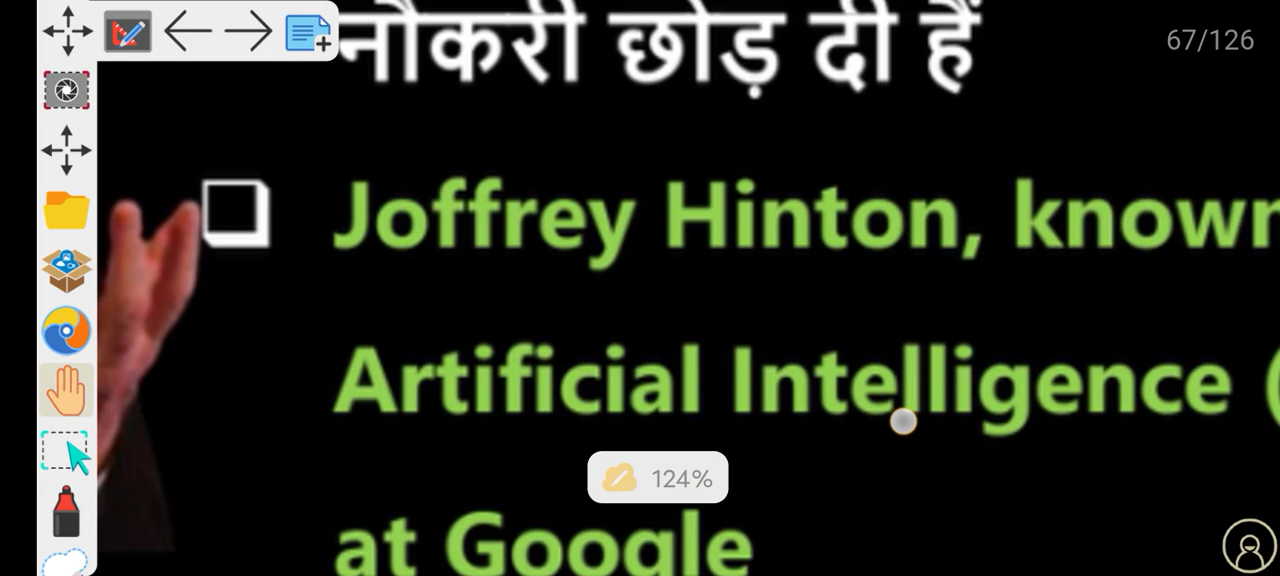 नौकरी छोड़ दी हैं
67/126
Joffrey Hinton, known
Artificial Intelligence (
124%
at Google